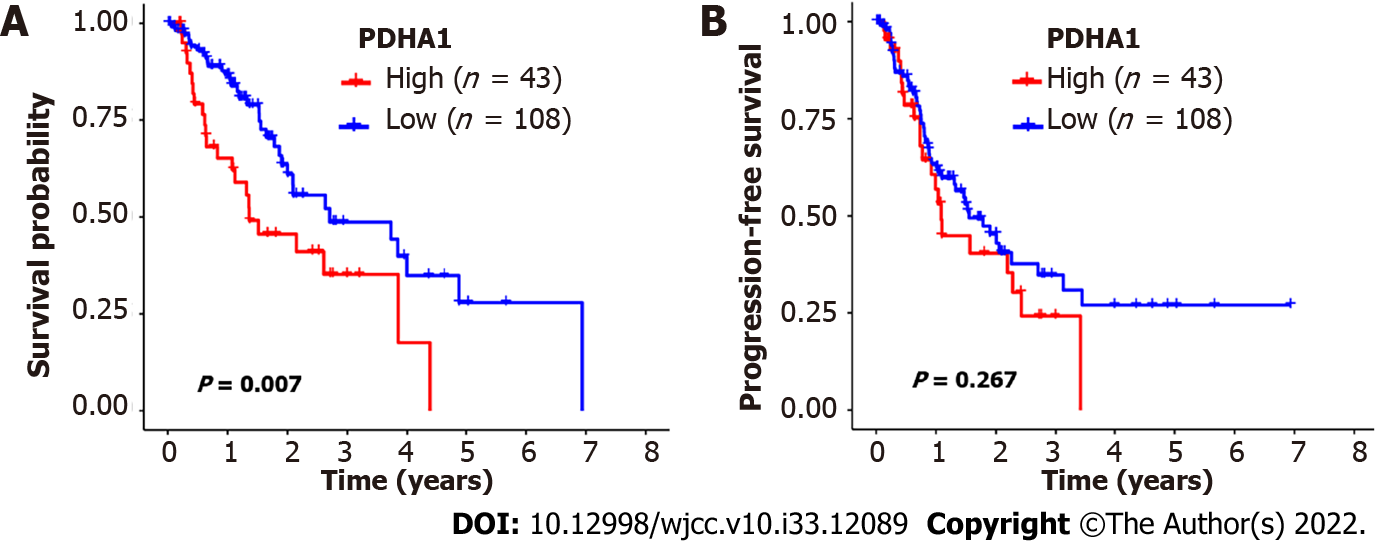 A
Survival probability
1.00
0.75
0.50
0.25
0.00
PDHA1
High (n = 43)
Low (n = 108)
P = 0.007
0 1 2 3 4 5 6 7 8
Time (years)
B
Progression-free survival
1.00
0.75
0.50
0.25
0.00
PDHA1
High (n = 43)
Low (n = 108)
P = 0.267
0 1 2 3 4 5 6 7 8
Time (years)
DOI: 10.12998/wjcc.v10.i33.12089 Copyright ©The Author(s) 2022.